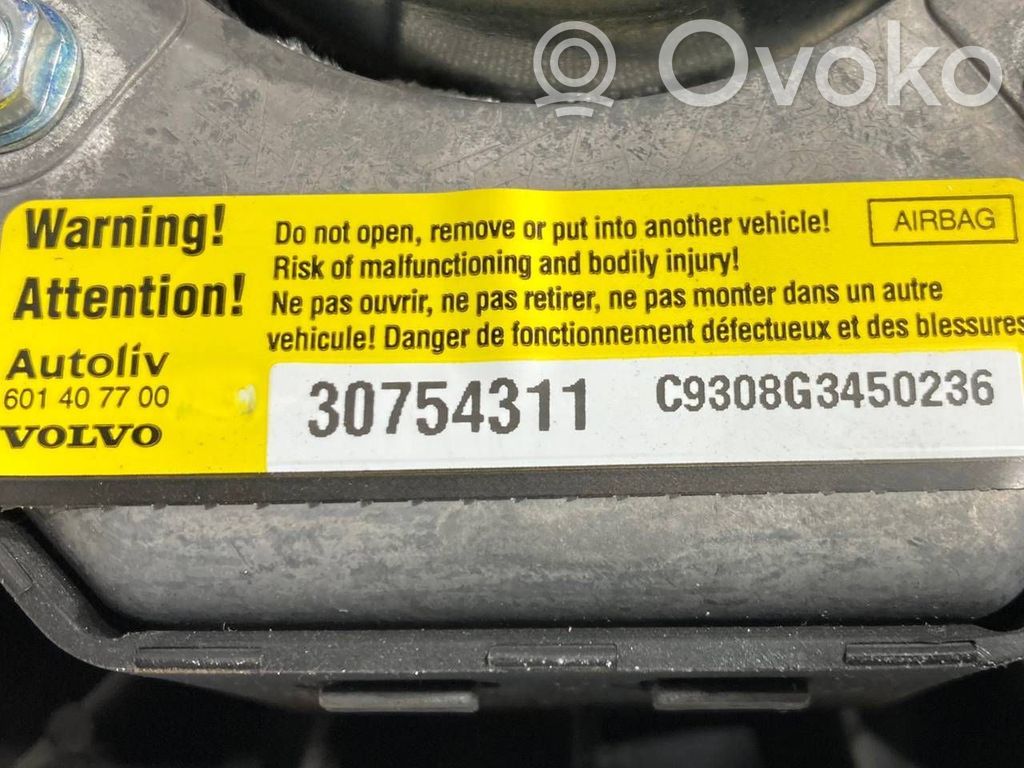 Ovoko
Warning!
Attention!
Do not open, remove or put into another vehicle!
Risk of malfunctioning and bodily injury!
Ne pas ouvrir, ne pas retirer, ne pas monter dans un autre
vehicule! Danger de fonctionnement défectueux et des blessures
AIRBAG
Autoliv
601 40 77 00
VOLVO
30754311
C9308G3450236